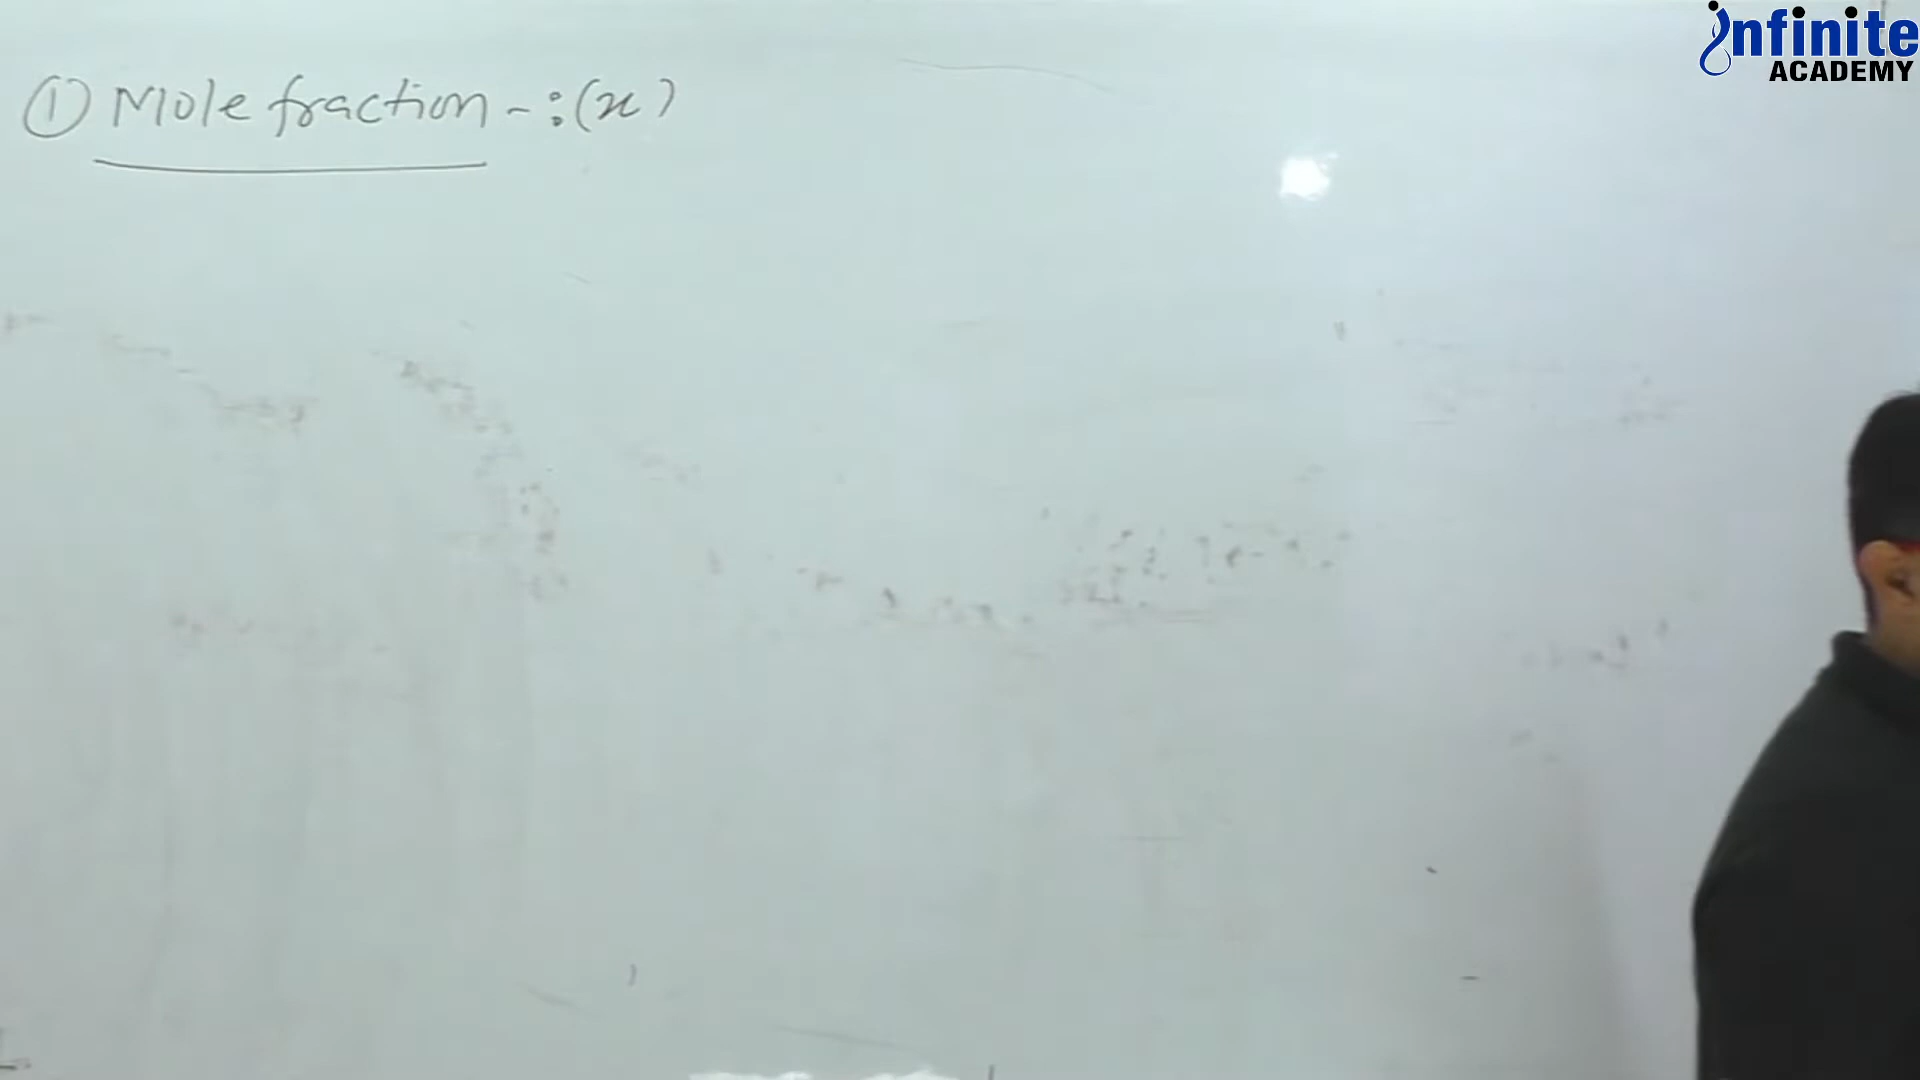 infinite
ACADEMY
① Mole fraction -:(x)